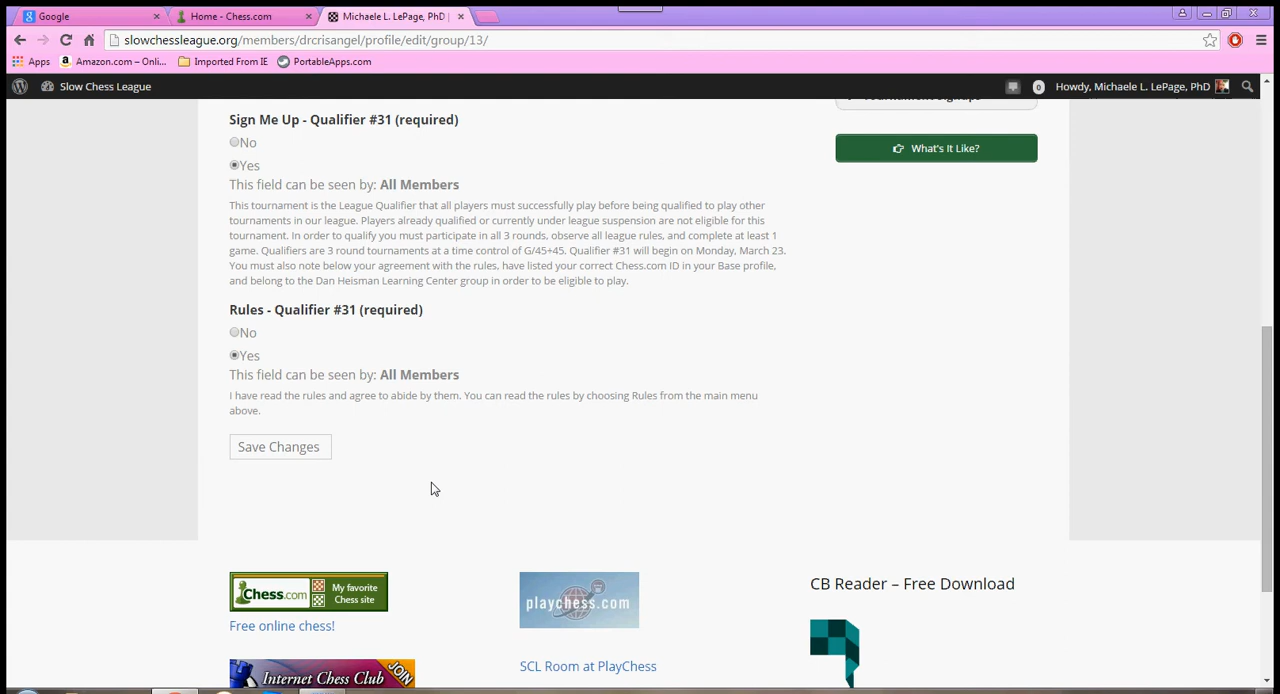 Google
Home - Chess.com
Michaele L. LePage, PhD
slowchessleague.org/members/drcrisangel/profile/edit/group/13/
Apps
Amazon.com – Onli...
Imported From IE
PortableApps.com
Slow Chess League
0
Howdy, Michaele L. LePage, PhD
Sign Me Up - Qualifier #31 (required)
No
Yes
This field can be seen by: All Members
This tournament is the League Qualifier that all players must successfully play before being qualified to play other
tournaments in our league. Players already qualified or currently under league suspension are not eligible for this
tournament. In order to qualify you must participate in all 3 rounds, observe all league rules, and complete at least 1
game. Qualifiers are 3 round tournaments at a time control of G/45+45. Qualifier #31 will begin on Monday, March 23.
You must also note below your agreement with the rules, have listed your correct Chess.com ID in your Base profile,
and belong to the Dan Heisman Learning Center group in order to be eligible to play.
What's It Like?
Rules - Qualifier #31 (required)
No
Yes
This field can be seen by: All Members
I have read the rules and agree to abide by them. You can read the rules by choosing Rules from the main menu
above.
Save Changes
Chess.com
My favorite
Chess site
Free online chess!
Internet Chess Club
JOIN
playchess.com
SCL Room at PlayChess
CB Reader – Free Download